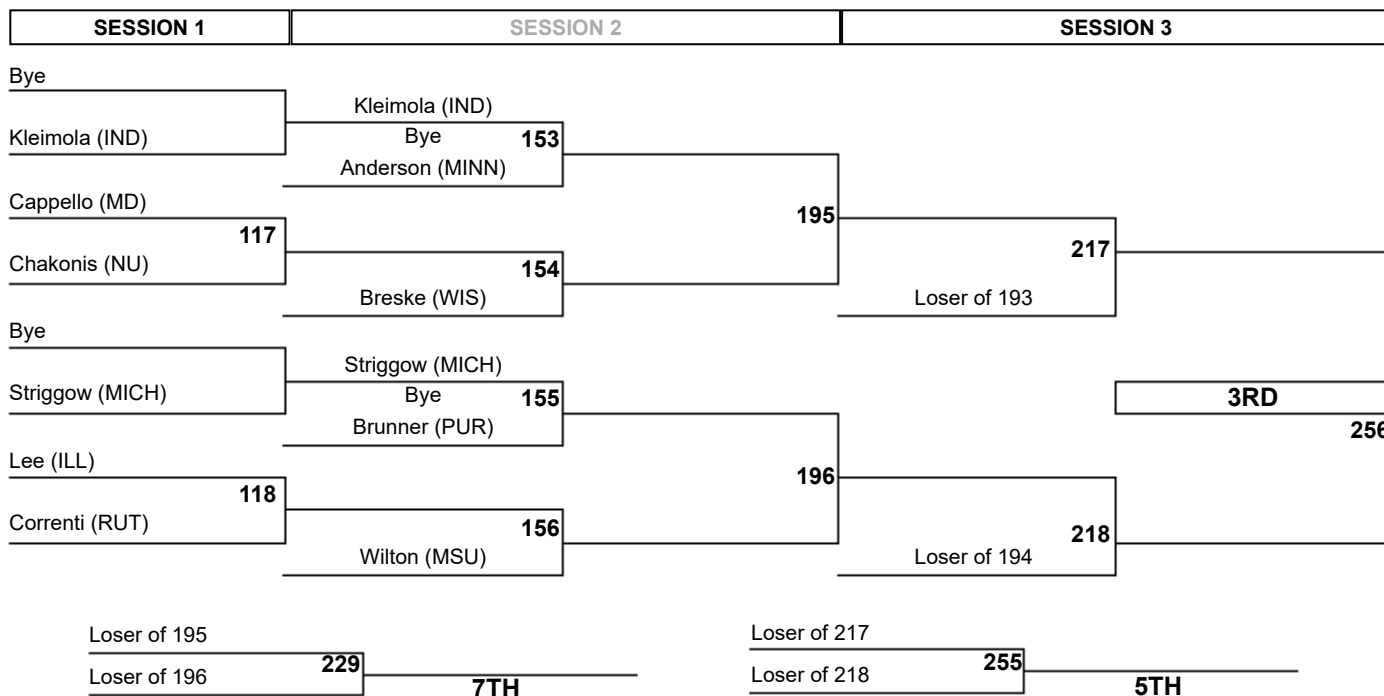 SESSION 1 SESSION 2 SESSION 3
Bye
Kleimola (IND)
Kleimola (IND)
Bye 153
Anderson (MINN)
Cappello (MD)
117
195
217
Chakonis (NU)
154
Breske (WIS)
Loser of 193
Bye
Striggow (MICH)
Striggow (MICH)
Bye 155
3RD
Brunner (PUR)
256
Lee (ILL)
118
196
Correnti (RUT)
156
218
Wilton (MSU)
Loser of 194
Loser of 195
229
Loser of 196
7TH
Loser of 217
255
Loser of 218
5TH